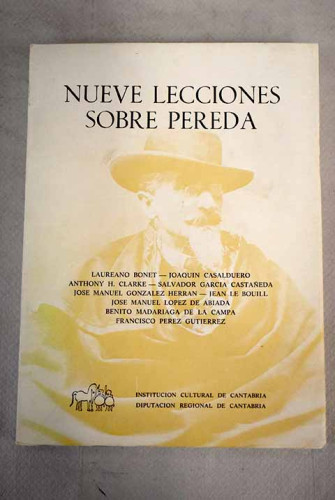 NUEVE LECCIONES
SOBRE PEREDA
LAUREANO BONET — JOAQUIN CASALDUERO
ANTHONY H. CLARKE — SALVADOR GARCIA CASTAÑEDA
JOSE MANUEL GONZALEZ HERRAN — JEAN LE BOUILL
JOSE MANUEL LOPEZ DE ABIADA
BENITO MADARIAGA DE LA CAMPA
FRANCISCO PEREZ GUTIERREZ
INSTITUCION CULTURAL DE CANTABRIA
DIPUTACION REGIONAL DE CANTABRIA